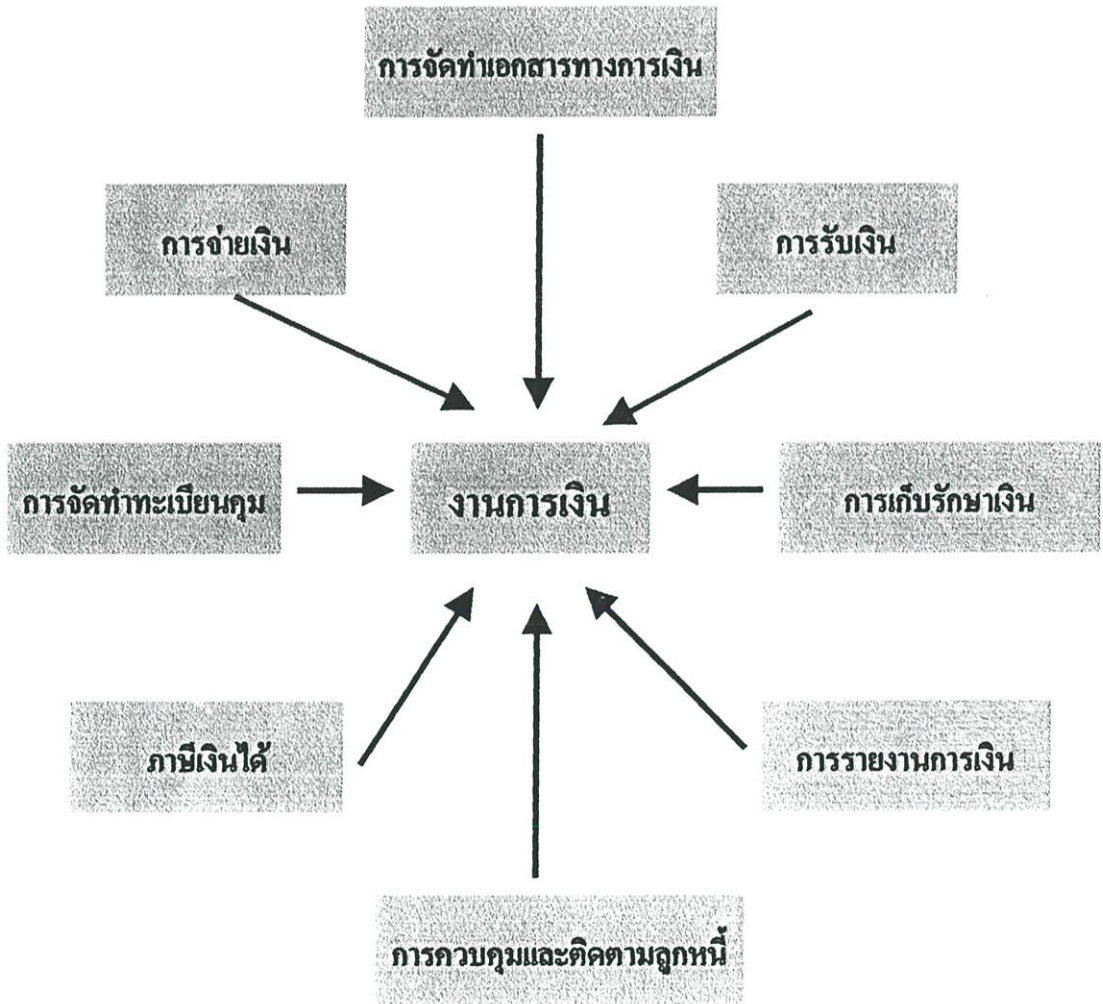 การจัดทำเอกสารทางการเงิน
การจ่ายเงิน
การรับเงิน
การจัดทำทะเบียนคุม
งานการเงิน
การเก็บรักษาเงิน
ภาษีเงินได้
การรายงานการเงิน
การควบคุมและติดตามลูกหนี้